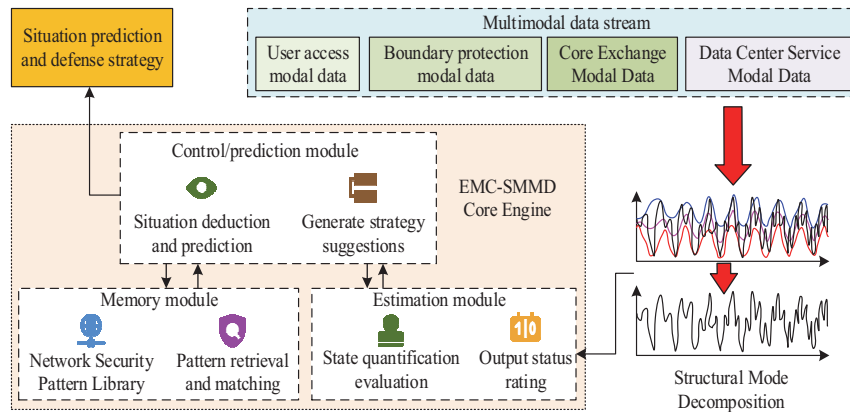 Situation prediction
and defense strategy
Multimodal data stream
User access
modal data
Boundary protection
modal data
Core Exchange
Modal Data
Data Center Service
Modal Data
Control/prediction module
Situation deduction
and prediction
Generate strategy
suggestions
EMC-SMMD
Core Engine
Memory module
Network Security
Pattern Library
Pattern retrieval
and matching
Estimation module
State quantification
evaluation
Output status
rating
Structural Mode
Decomposition